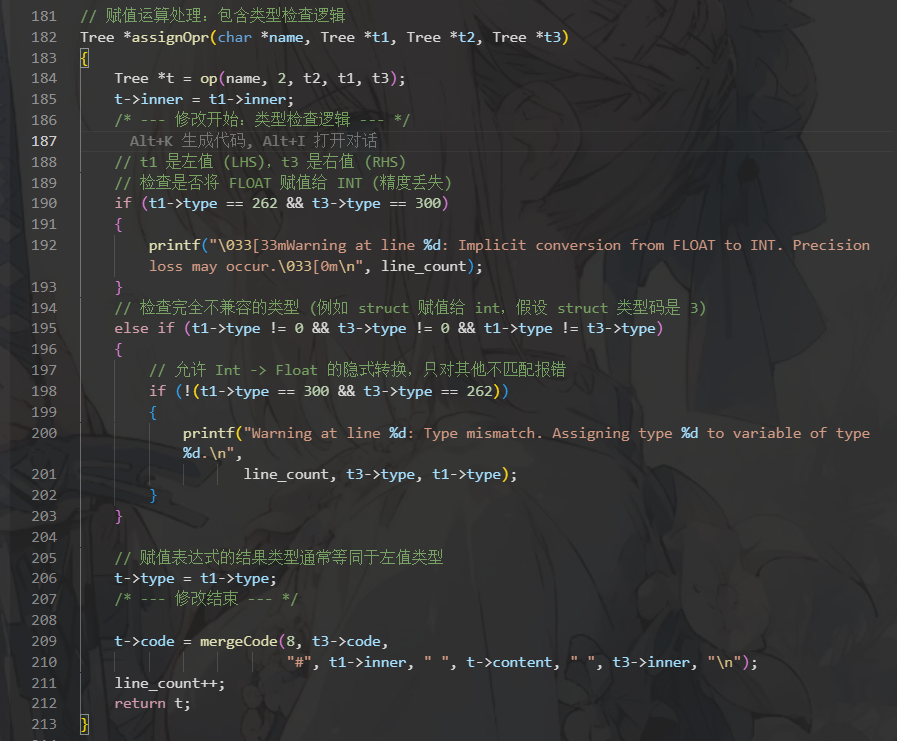 181 // 赋值运算处理：包含类型检查逻辑
182 Tree *assignOpr(char *name, Tree *t1, Tree *t2, Tree *t3)
183 {
184     Tree *t = op(name, 2, t2, t1, t3);
185     t->inner = t1->inner;
186     /* --- 修改开始：类型检查逻辑 --- */
187       Alt+K 生成代码, Alt+I 打开对话
188     // t1 是左值 (LHS)，t3 是右值 (RHS)
189     // 检查是否将 FLOAT 赋值给 INT (精度丢失)
190     if (t1->type == 262 && t3->type == 300)
191     {
192         printf("\033[33mWarning at line %d: Implicit conversion from FLOAT to INT. Precision
        loss may occur.\033[0m\n", line_count);
193     }
194     // 检查完全不兼容的类型 (例如 struct 赋值给 int，假设 struct 类型码是 3)
195     else if (t1->type != 0 && t3->type != 0 && t1->type != t3->type)
196     {
197         // 允许 Int -> Float 的隐式转换，只对其他不匹配报错
198         if (!(t1->type == 300 && t3->type == 262))
199         {
200             printf("Warning at line %d: Type mismatch. Assigning type %d to variable of type
            %d.\n",
201                    line_count, t3->type, t1->type);
202         }
203     }
204
205     // 赋值表达式的结果类型通常等同于左值类型
206     t->type = t1->type;
207     /* --- 修改结束 --- */
208
209     t->code = mergeCode(8, t3->code,
210                         "#", t1->inner, " ", t->content, " ", t3->inner, "\n");
211     line_count++;
212     return t;
213 }